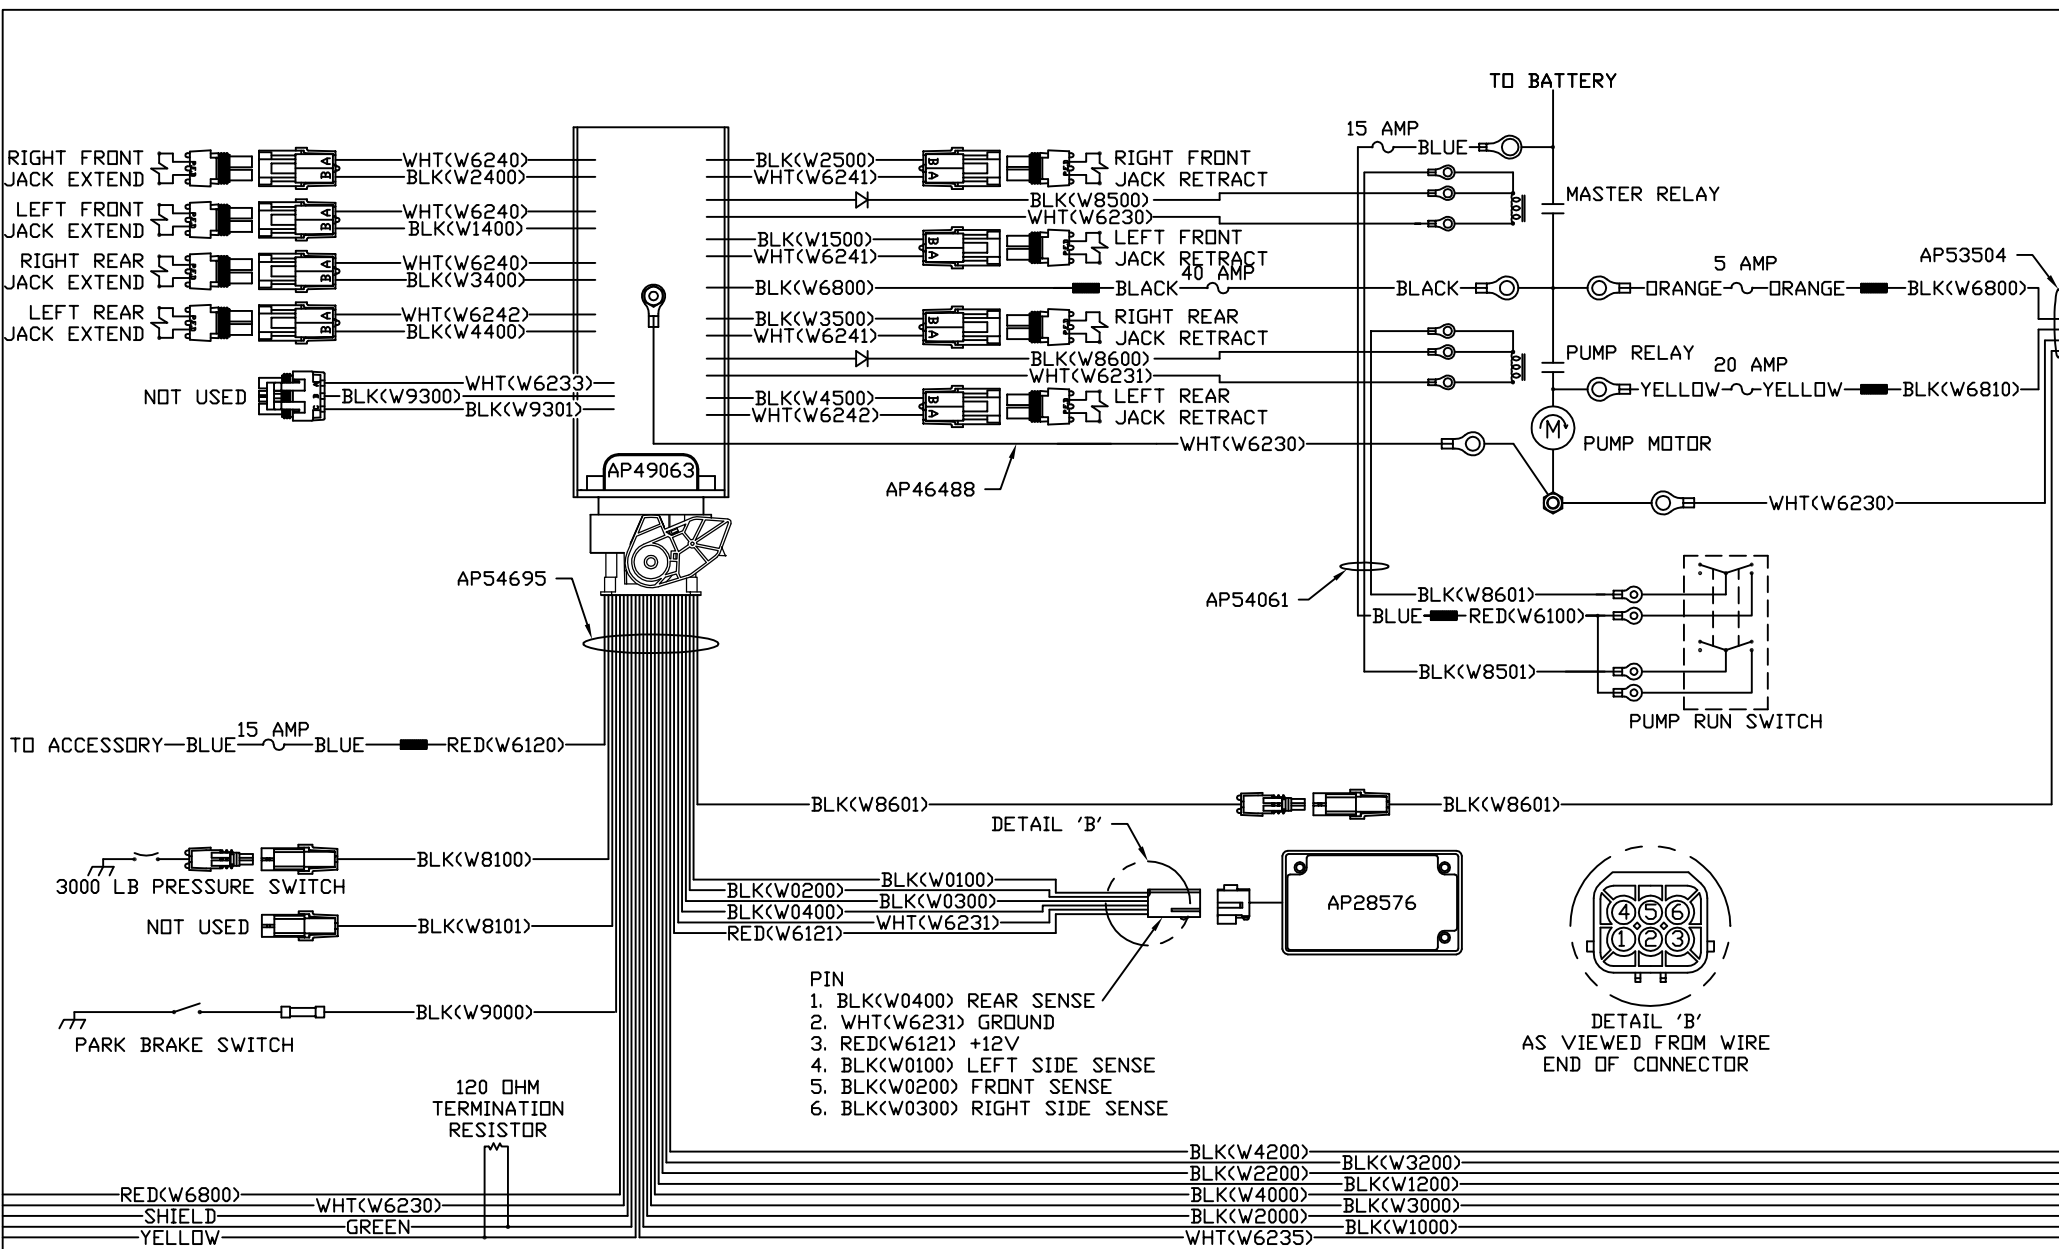 TO BATTERY
15 AMP
BLUE
RIGHT FRONT
JACK EXTEND
WHT(W6240)
BLK(W2400)
A
B
BLK(W2500)
WHT(W6241)
B
A
RIGHT FRONT
JACK RETRACT
BLK(W8500)
WHT(W6230)
MASTER RELAY
LEFT FRONT
JACK EXTEND
WHT(W6240)
BLK(W1400)
A
B
BLK(W1500)
WHT(W6241)
B
A
LEFT FRONT
JACK RETRACT
RIGHT REAR
JACK EXTEND
WHT(W6240)
BLK(W3400)
A
B
BLK(W6800)
BLACK
40 AMP
BLACK
ORANGE
5 AMP
ORANGE
BLK(W6800)
AP53504
LEFT REAR
JACK EXTEND
WHT(W6242)
BLK(W4400)
A
B
BLK(W3500)
WHT(W6241)
B
A
RIGHT REAR
JACK RETRACT
BLK(W8600)
WHT(W6231)
PUMP RELAY
20 AMP
YELLOW
YELLOW
BLK(W6810)
NOT USED
WHT(W6233)
BLK(W9300)
BLK(W9301)
BLK(W4500)
WHT(W6242)
B
A
LEFT REAR
JACK RETRACT
WHT(W6230)
M
PUMP MOTOR
AP49063
AP46488
WHT(W6230)
AP54695
AP54061
BLK(W8601)
BLUE
RED(W6100)
BLK(W8501)
PUMP RUN SWITCH
TO ACCESSORY
BLUE
15 AMP
BLUE
RED(W6120)
BLK(W8601)
BLK(W8601)
DETAIL 'B'
BLK(W8100)
3000 LB PRESSURE SWITCH
BLK(W0100)
BLK(W0200)
BLK(W0300)
BLK(W0400)
WHT(W6231)
RED(W6121)
AP28576
4 5 6
1 2 3
NOT USED
BLK(W8101)
PIN
1. BLK(W0400) REAR SENSE
2. WHT(W6231) GROUND
3. RED(W6121) +12V
4. BLK(W0100) LEFT SIDE SENSE
5. BLK(W0200) FRONT SENSE
6. BLK(W0300) RIGHT SIDE SENSE
DETAIL 'B'
AS VIEWED FROM WIRE
END OF CONNECTOR
BLK(W9000)
PARK BRAKE SWITCH
120 OHM
TERMINATION
RESISTOR
BLK(W4200)
BLK(W3200)
BLK(W2200)
BLK(W1200)
BLK(W4000)
BLK(W3000)
BLK(W2000)
BLK(W1000)
WHT(W6235)
RED(W6800)
WHT(W6230)
SHIELD
GREEN
YELLOW